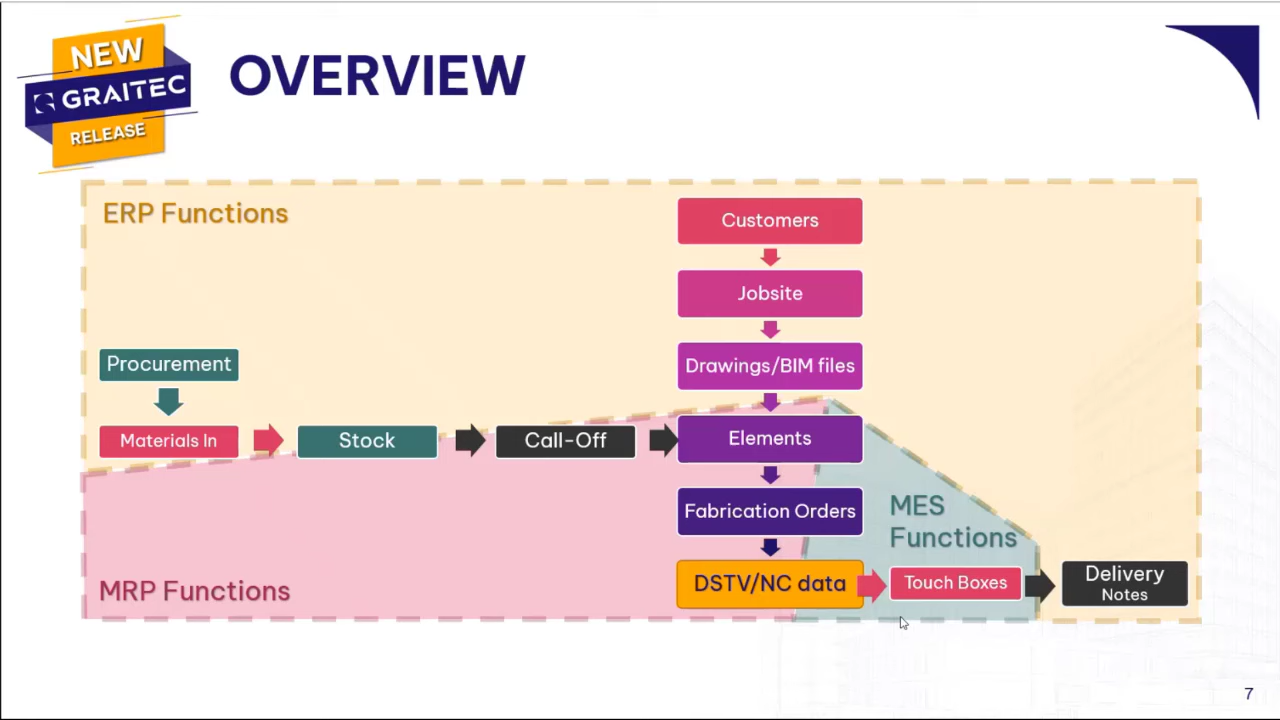 NEW
GRAITEC
RELEASE
OVERVIEW
ERP Functions
Customers
Jobsite
Drawings/BIM files
Procurement
Materials In
Stock
Call-Off
Elements
Fabrication Orders
MES
Functions
MRP Functions
DSTV/NC data
Touch Boxes
Delivery
Notes
7